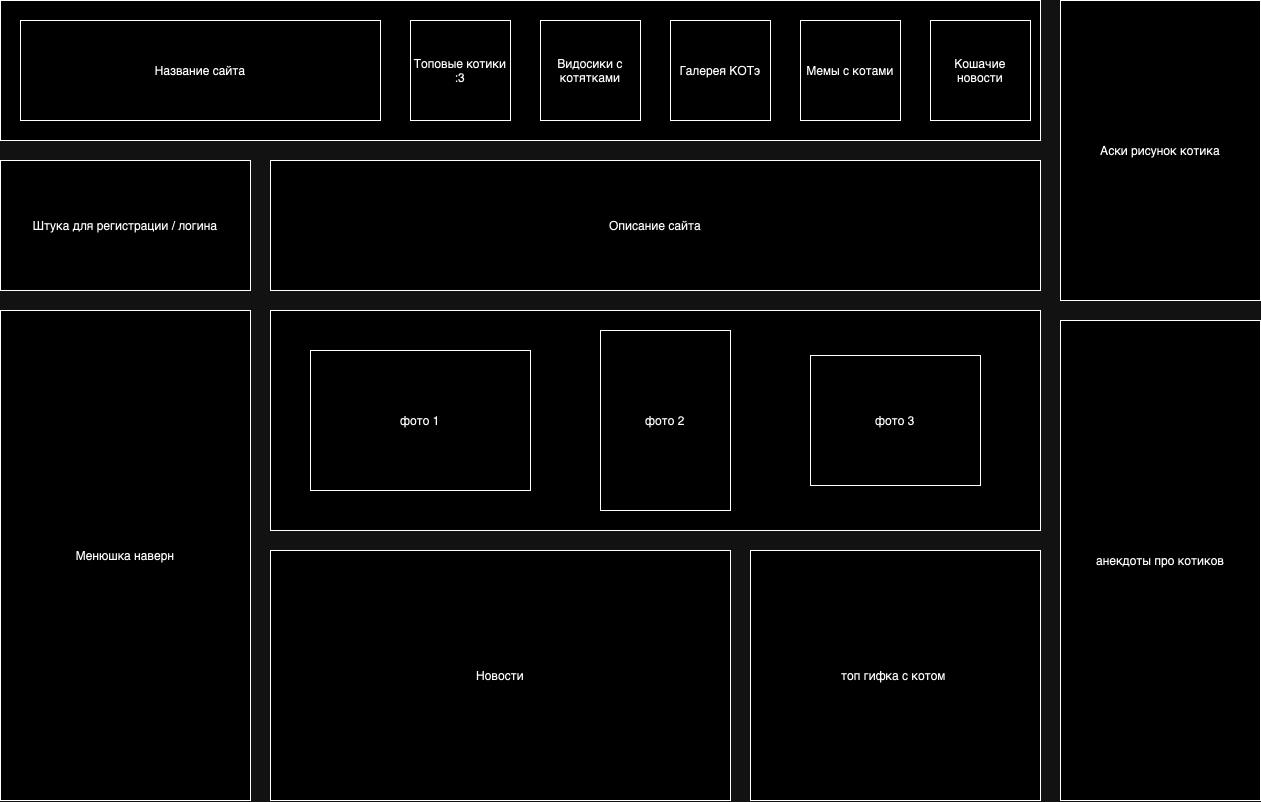 Название сайта
Топовые котики
:3
Видосики с
котятками
Галерея КОТэ
Мемы с котами
Кошачие
новости
Аски рисунок котика
Штука для регистрации / логина
Описание сайта
фото 1
фото 2
фото 3
Менюшка наверн
анекдоты про котиков
Новости
топ гифка с котом